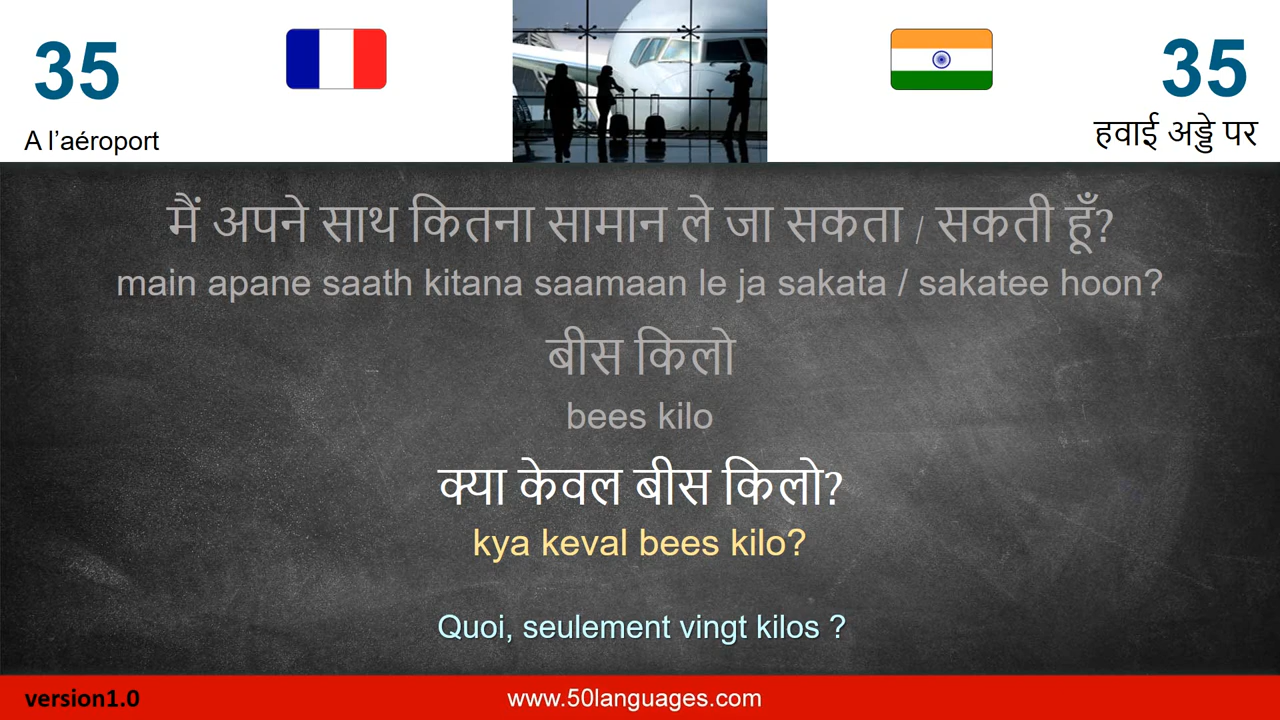 35
35
A l’aéroport
हवाई अड्डे पर
मैं अपने साथ कितना सामान ले जा सकता / सकती हूँ?
main apane saath kitana saamaan le ja sakata / sakatee hoon?
बीस किलो
bees kilo
क्या केवल बीस किलो?
kya keval bees kilo?
Quoi, seulement vingt kilos ?
version1.0
www.50languages.com